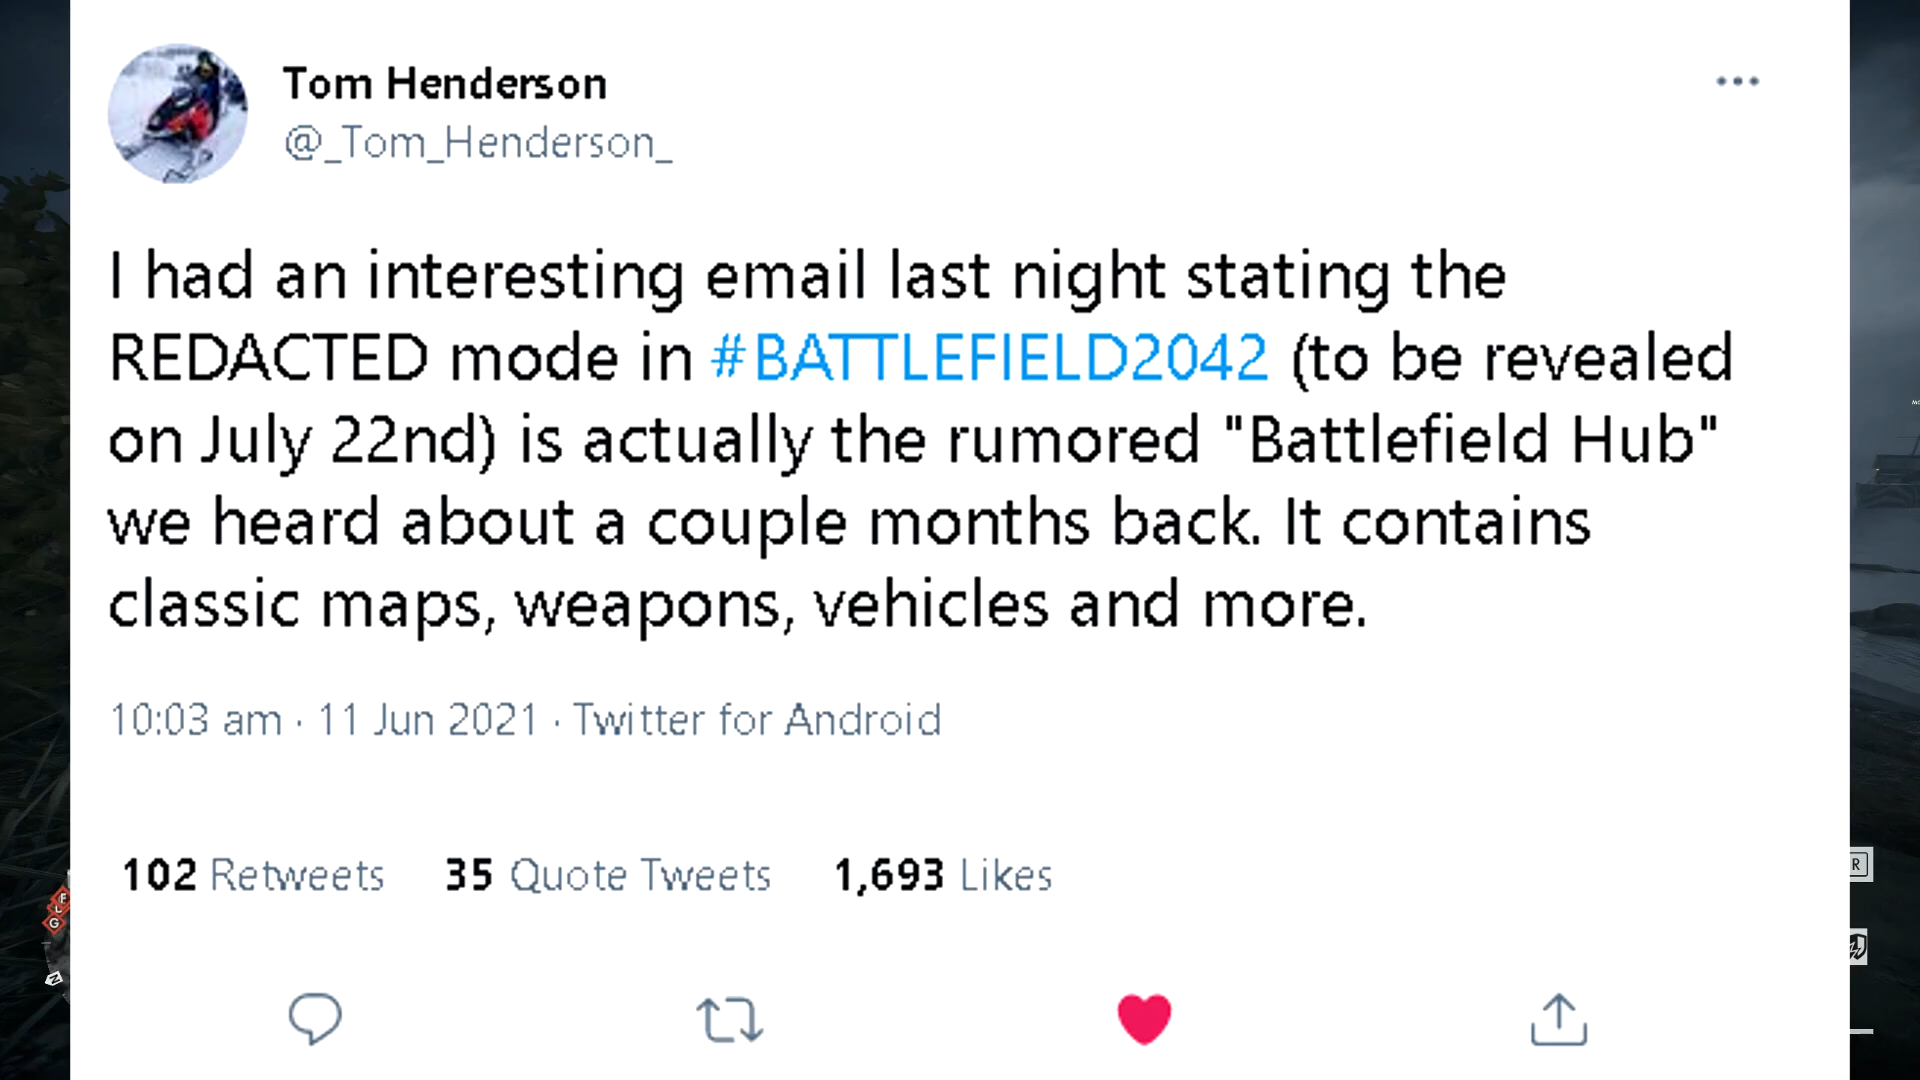 Tom Henderson
@_Tom_Henderson_
I had an interesting email last night stating the
REDACTED mode in #BATTLEFIELD2042 (to be revealed
on July 22nd) is actually the rumored "Battlefield Hub"
we heard about a couple months back. It contains
classic maps, weapons, vehicles and more.
10:03 am · 11 Jun 2021 · Twitter for Android
102 Retweets 35 Quote Tweets 1,693 Likes
F
L
G
R
Z